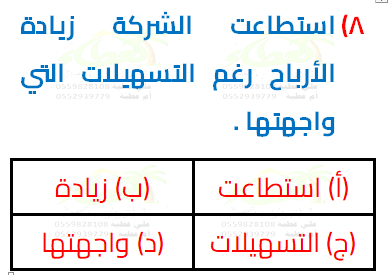 ٨) استطاعت الشركة زيادة
الأرباح رغم التسهيلات التي
واجهتها .
(أ) استطاعت
(ب) زيادة
(ج) التسهيلات
(د) واجهتها